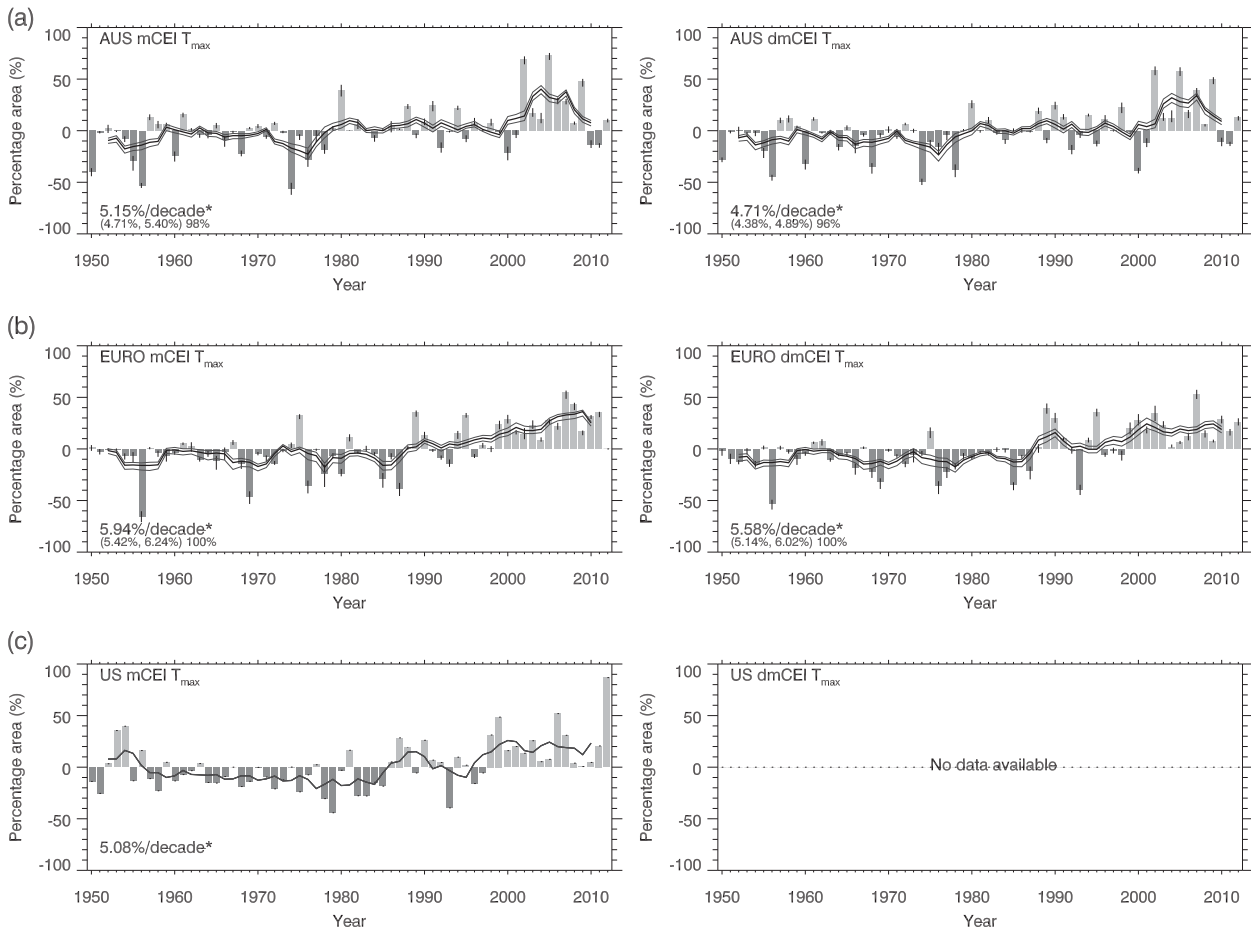 (a)
AUS mCEI Tmax
Percentage area (%)
100
50
0
-50
-100
5.15%/decade*
(4.71%, 5.40%) 98%
1950 1960 1970 1980 1990 2000 2010
Year
AUS dmCEI Tmax
Percentage area (%)
100
50
0
-50
-100
4.71%/decade*
(4.38%, 4.89%) 96%
1950 1960 1970 1980 1990 2000 2010
Year
(b)
EURO mCEI Tmax
Percentage area (%)
100
50
0
-50
-100
5.94%/decade*
(5.42%, 6.24%) 100%
1950 1960 1970 1980 1990 2000 2010
Year
EURO dmCEI Tmax
Percentage area (%)
100
50
0
-50
-100
5.58%/decade*
(5.14%, 6.02%) 100%
1950 1960 1970 1980 1990 2000 2010
Year
(c)
US mCEI Tmax
Percentage area (%)
100
50
0
-50
-100
5.08%/decade*
1950 1960 1970 1980 1990 2000 2010
Year
US dmCEI Tmax
Percentage area (%)
100
50
0
-50
-100
No data available
1950 1960 1970 1980 1990 2000 2010
Year